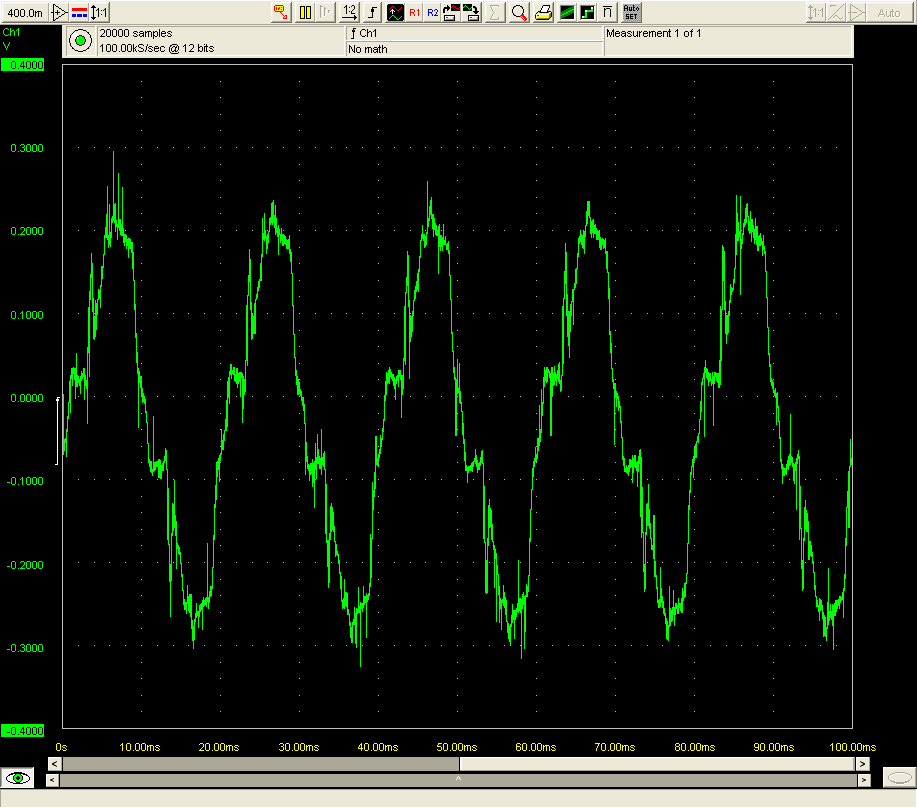 400.0m 1:1 1:2 R1 R2 Auto SET 1:1 Auto
Ch1
V
20000 samples
100.00kS/sec @ 12 bits
ƒ Ch1
No math
Measurement 1 of 1
0.4000
0.3000
0.2000
0.1000
0.0000
-0.1000
-0.2000
-0.3000
-0.4000
0s 10.00ms 20.00ms 30.00ms 40.00ms 50.00ms 60.00ms 70.00ms 80.00ms 90.00ms 100.00ms